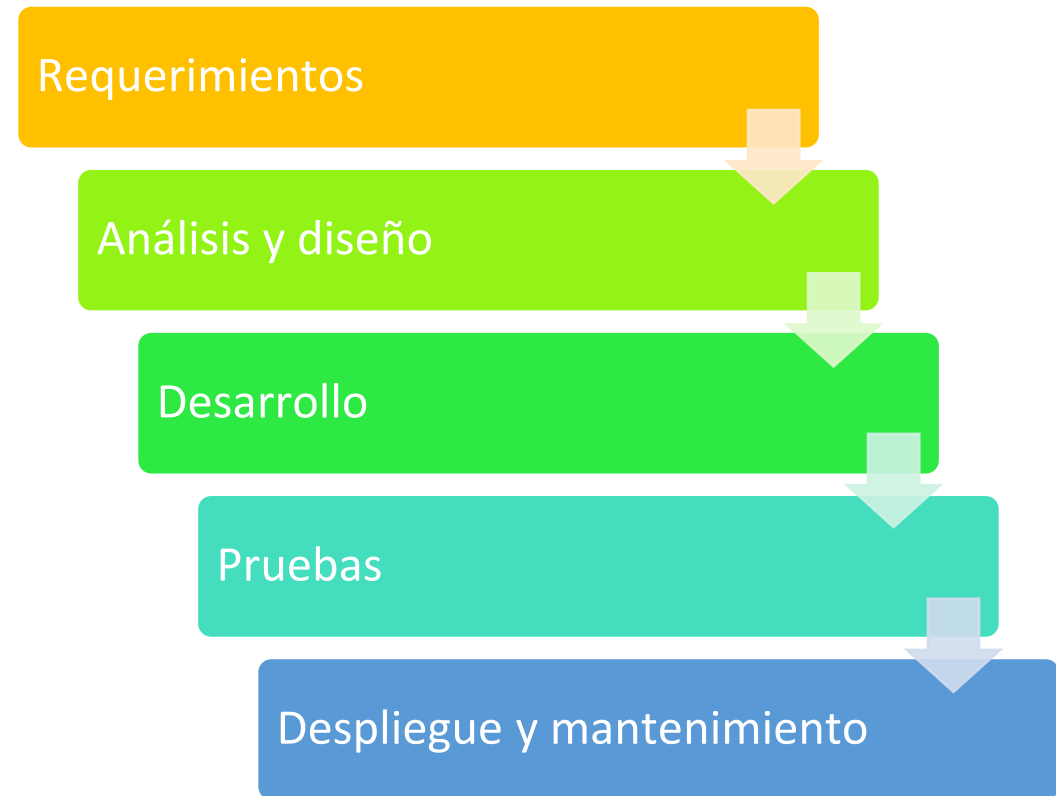 Requerimientos
Análisis y diseño
Desarrollo
Pruebas
Despliegue y mantenimiento